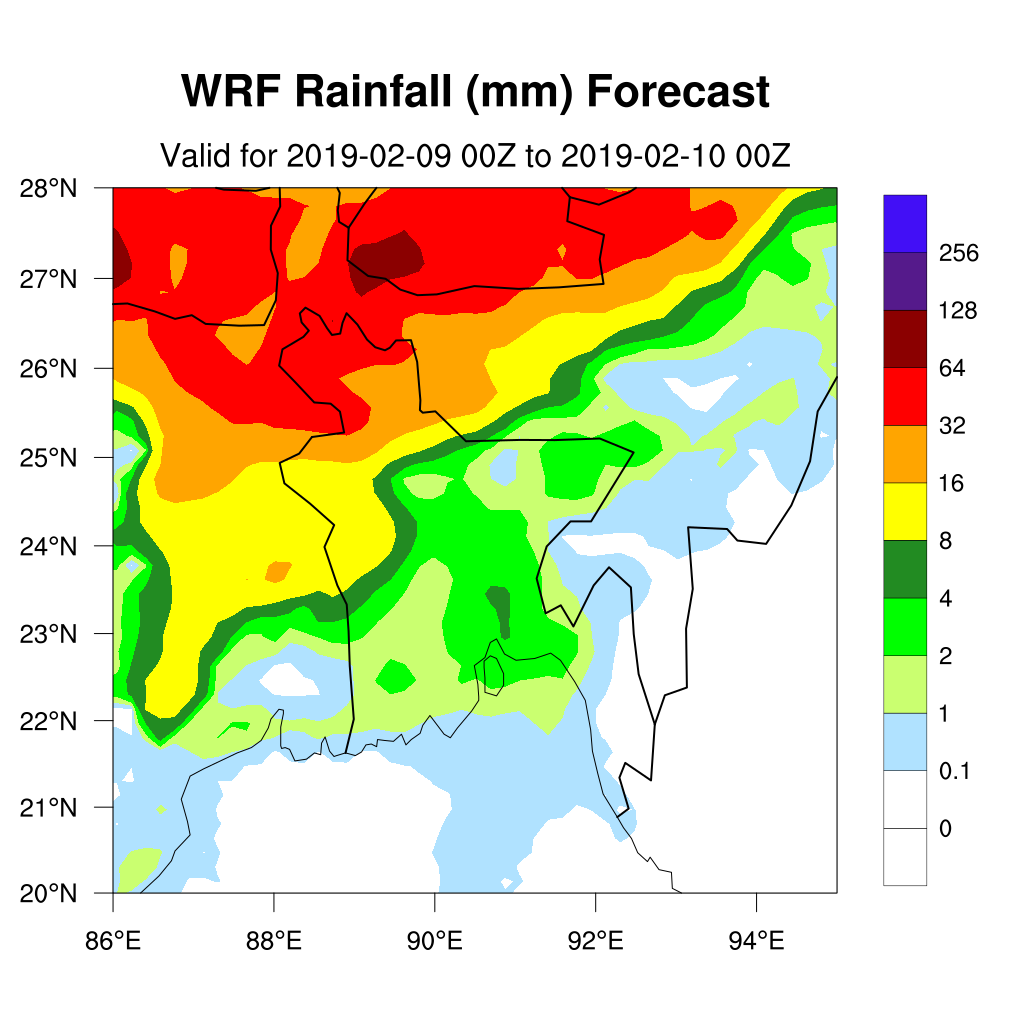 WRF Rainfall (mm) Forecast
Valid for 2019-02-09 00Z to 2019-02-10 00Z
28°N
27°N
26°N
25°N
24°N
23°N
22°N
21°N
20°N
86°E
88°E
90°E
92°E
94°E
256
128
64
32
16
8
4
2
1
0.1
0